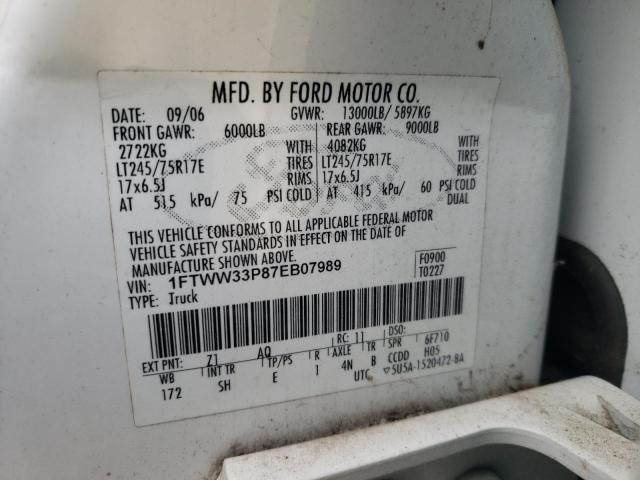 MFD. BY FORD MOTOR CO.
DATE: 09/06 GVWR: 13000LB/ 5897KG
FRONT GAWR: 6000LB REAR GAWR: 9000LB
2722KG WITH 4082KG WITH
LT245/75R17E TIRES LT245/75R17E TIRES
17x6.5J RIMS 17x6.5J RIMS
AT 515 kPa/ 75 PSI COLD AT 415 kPa/ 60 PSI COLD
DUAL
THIS VEHICLE CONFORMS TO ALL APPLICABLE FEDERAL MOTOR
VEHICLE SAFETY STANDARDS IN EFFECT ON THE DATE OF
MANUFACTURE SHOWN ABOVE.
VIN: 1FTWW33P87EB07989 F0900
TYPE: Truck T0227
RC: 11 DSO:
EXT PNT: Z1 AQ 6F710
WB INT TR TP/PS R AXLE TR SPR H05
172 SH E 1 4N B CCDD
UTC ▽5U5A-1520472-BA